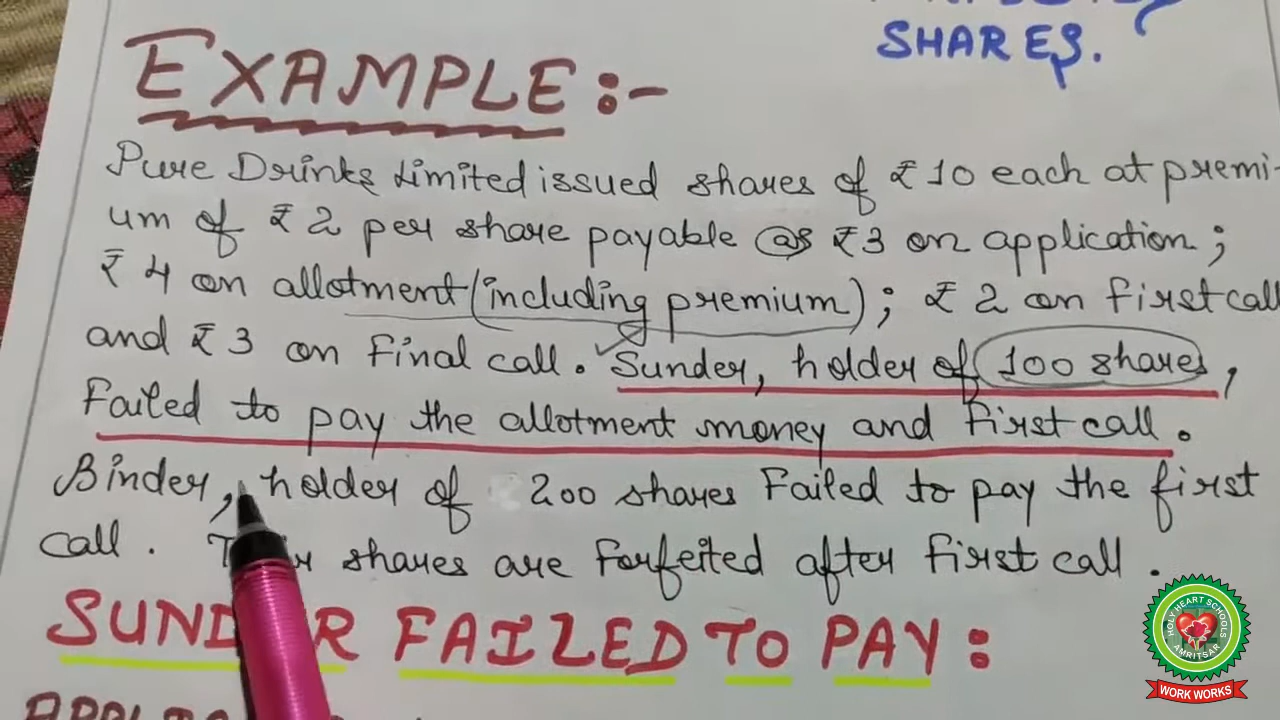 SHARES.
EXAMPLE:-
Pure Drinks Limited issued shares of ₹10 each at premi-
um of ₹2 per share payable as ₹3 on application;
₹4 on allotment (including premium); ₹2 on first call
and ₹3 on Final call. Sunder, holder of 100 shares,
Failed to pay the allotment money and first call.
Binder, holder of 200 shares Failed to pay the first
call. shares are Forfeited after first call.
SUNDER FAILED TO PAY:
HOLY HEART SCHOOLS
AMRITSAR
WORK WORKS